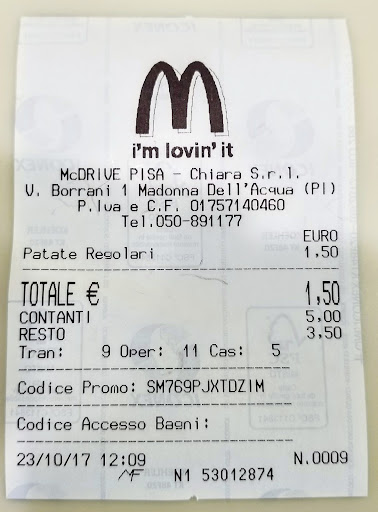 i'm lovin' it
McDRIVE PISA - Chiara S.r.l.
V. Borrani 1 Madonna Dell'Acqua (PI)
P.Iva e C.F. 01757140460
Tel.050-891177
EURO
Patate Regolari 1,50
TOTALE € 1,50
CONTANTI 5,00
RESTO 3,50
Tran: 9 Oper: 11 Cas: 5
Codice Promo: SM769PJXTDZIM
Codice Accesso Bagni:
23/10/17 12:09 N.0009
MF N1 53012874